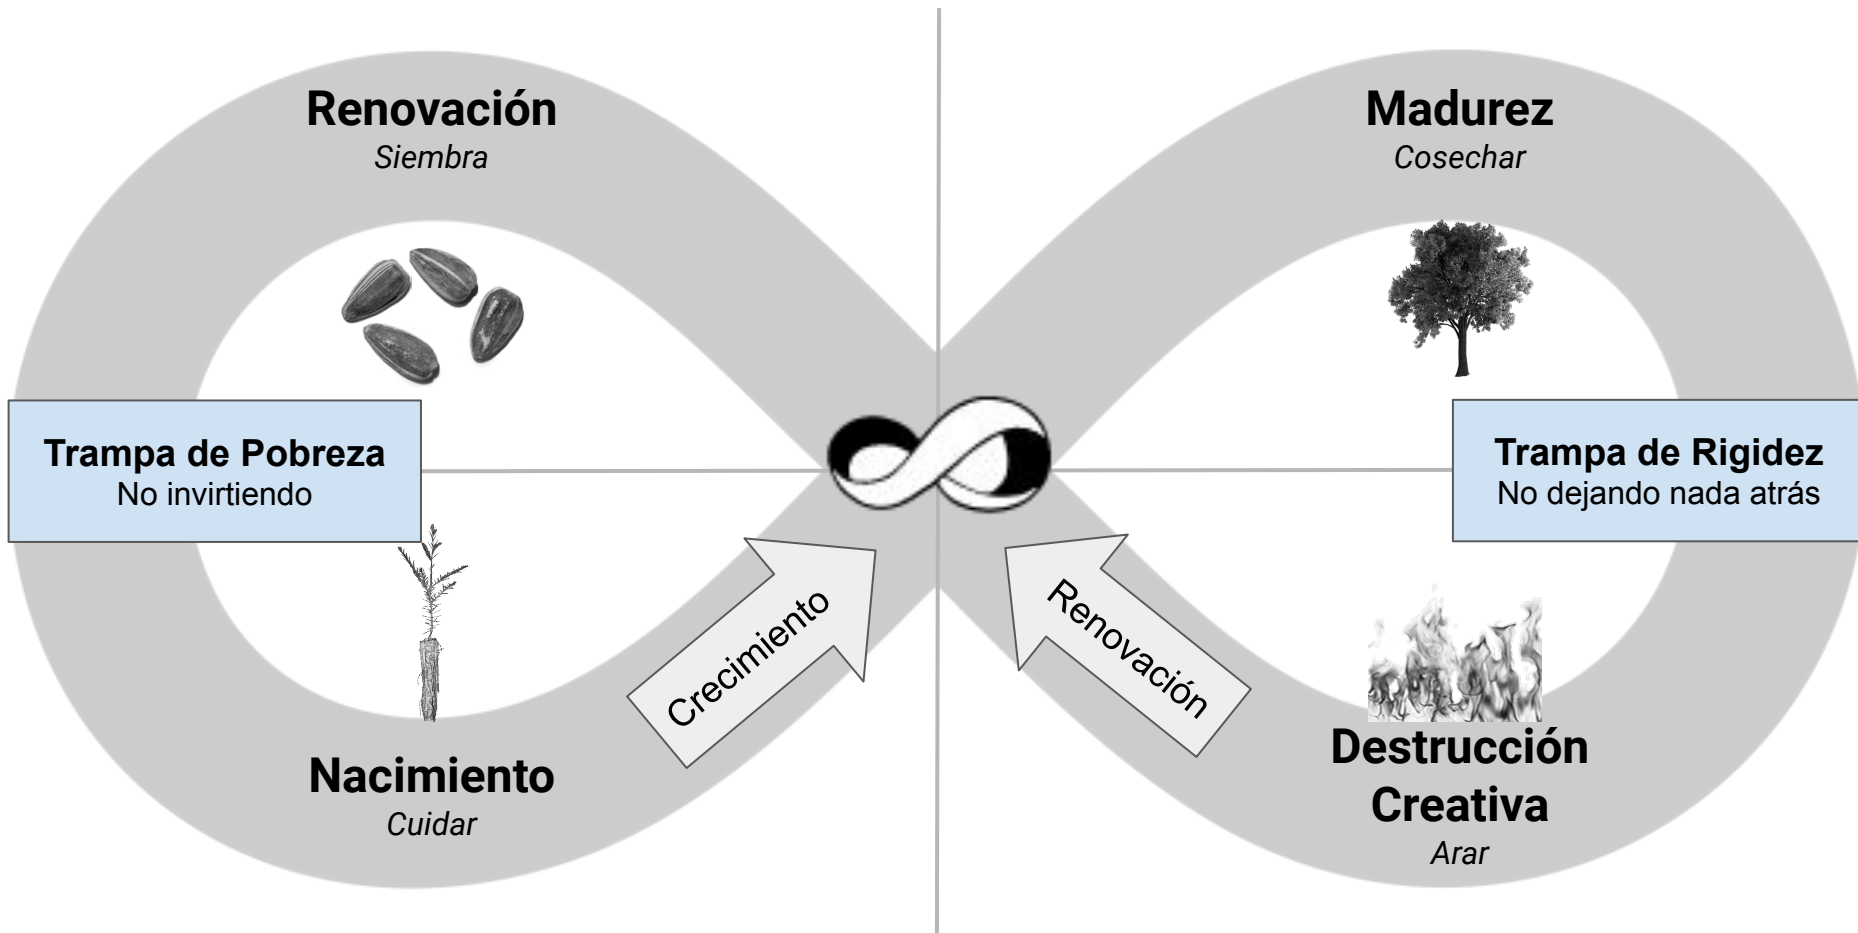 Renovación
Siembra
Madurez
Cosechar
Trampa de Pobreza
No invirtiendo
Trampa de Rigidez
No dejando nada atrás
Crecimiento
Renovación
Nacimiento
Cuidar
Destrucción
Creativa
Arar